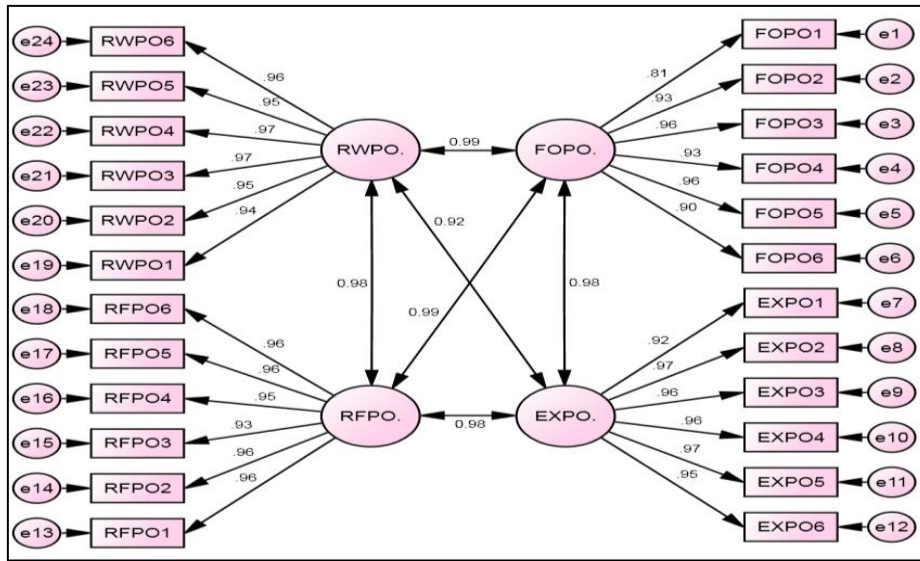 e24 RWPO6 .96
e23 RWPO5 .95
e22 RWPO4 .97
e21 RWPO3 .97
e20 RWPO2 .95
e19 RWPO1 .94
RWPO.
0.99
FOPO.
.81 FOPO1 e1
.93 FOPO2 e2
.96 FOPO3 e3
.93 FOPO4 e4
.96 FOPO5 e5
.90 FOPO6 e6
0.98
0.92
0.99
0.98
e18 RFPO6 .96
e17 RFPO5 .96
e16 RFPO4 .95
e15 RFPO3 .93
e14 RFPO2 .96
e13 RFPO1 .96
RFPO.
0.98
EXPO.
.92 EXPO1 e7
.97 EXPO2 e8
.96 EXPO3 e9
.96 EXPO4 e10
.97 EXPO5 e11
.95 EXPO6 e12